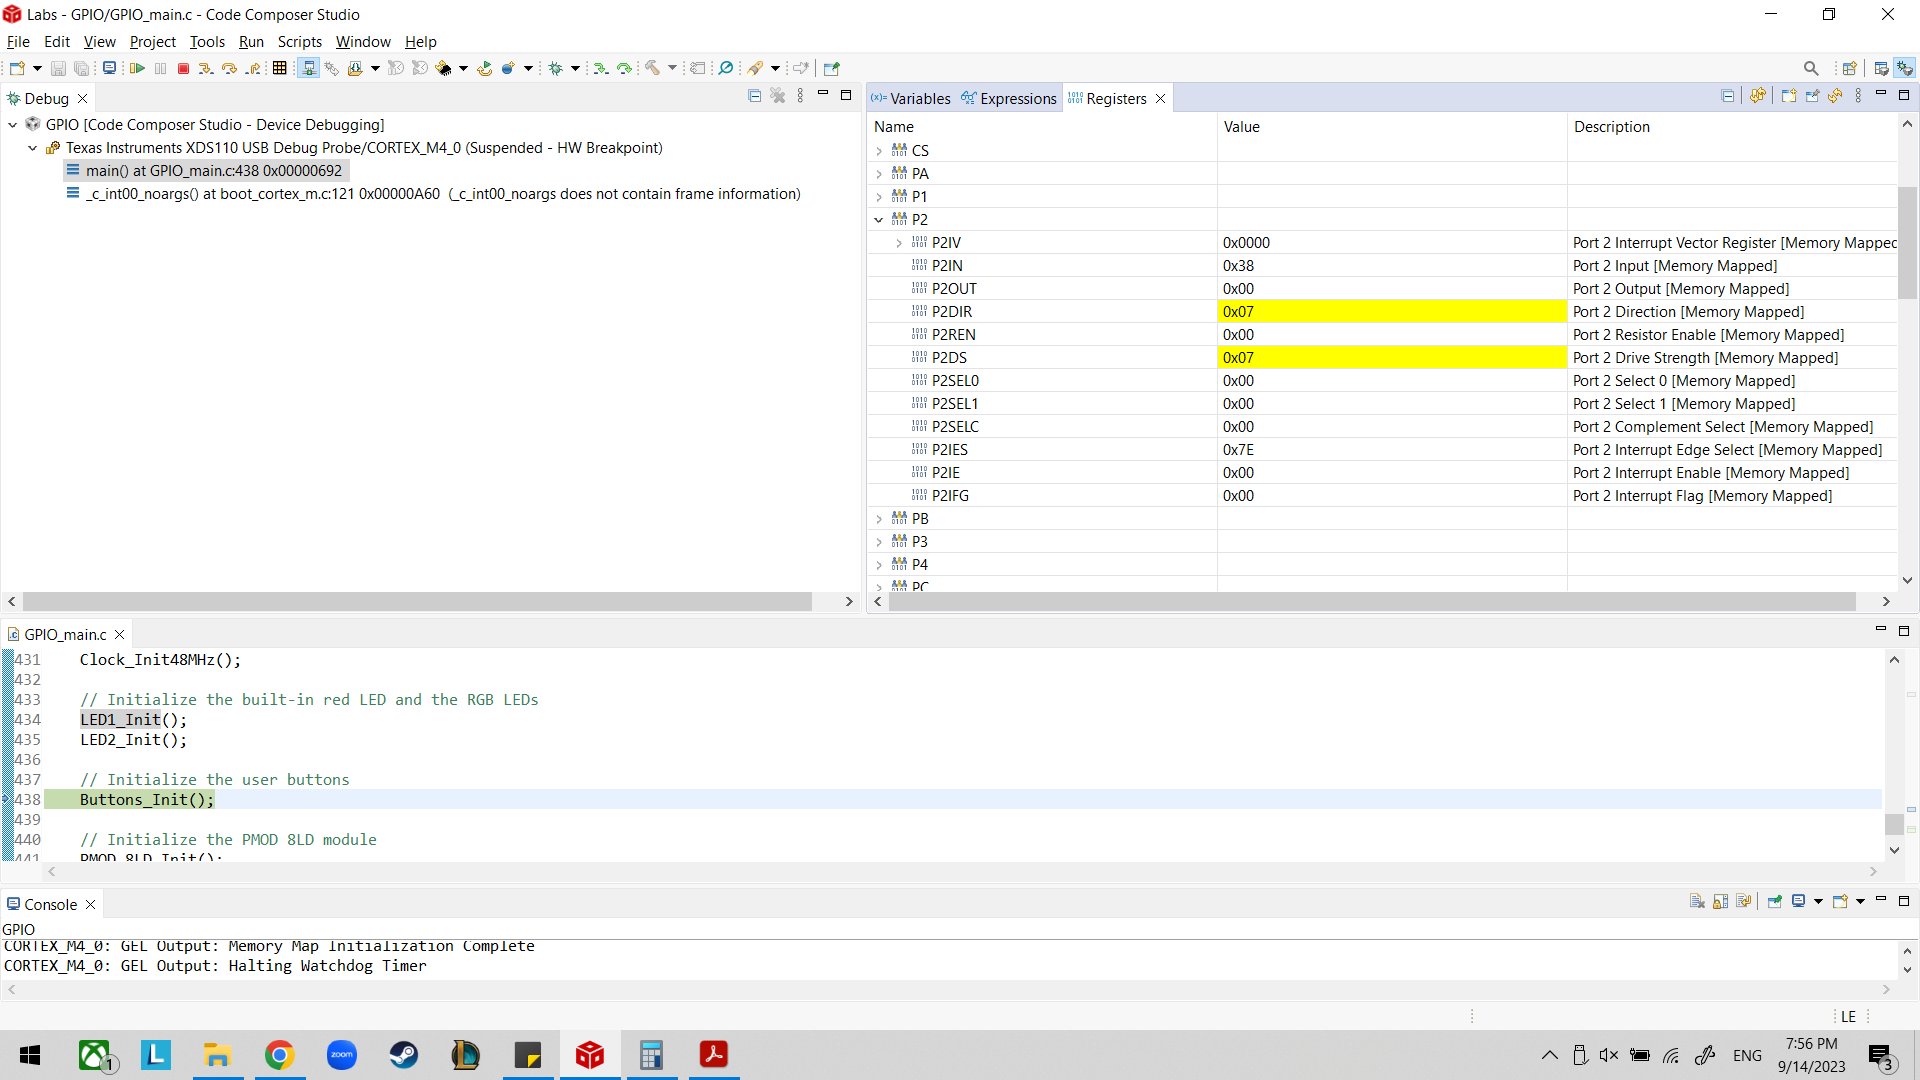 Labs - GPIO/GPIO_main.c - Code Composer Studio
File Edit View Project Tools Run Scripts Window Help
Debug
GPIO [Code Composer Studio - Device Debugging]
Texas Instruments XDS110 USB Debug Probe/CORTEX_M4_0 (Suspended - HW Breakpoint)
main() at GPIO_main.c:438 0x00000692
_c_int00_noargs() at boot_cortex_m.c:121 0x00000A60 (_c_int00_noargs does not contain frame information)
(x)= Variables Expressions Registers
Name Value Description
CS
PA
P1
P2
P2IV 0x0000 Port 2 Interrupt Vector Register [Memory Mapped
P2IN 0x38 Port 2 Input [Memory Mapped]
P2OUT 0x00 Port 2 Output [Memory Mapped]
P2DIR 0x07 Port 2 Direction [Memory Mapped]
P2REN 0x00 Port 2 Resistor Enable [Memory Mapped]
P2DS 0x07 Port 2 Drive Strength [Memory Mapped]
P2SEL0 0x00 Port 2 Select 0 [Memory Mapped]
P2SEL1 0x00 Port 2 Select 1 [Memory Mapped]
P2SELC 0x00 Port 2 Complement Select [Memory Mapped]
P2IES 0x7E Port 2 Interrupt Edge Select [Memory Mapped]
P2IE 0x00 Port 2 Interrupt Enable [Memory Mapped]
P2IFG 0x00 Port 2 Interrupt Flag [Memory Mapped]
PB
P3
P4
PC
GPIO_main.c
431 Clock_Init48MHz();
432
433 // Initialize the built-in red LED and the RGB LEDs
434 LED1_Init();
435 LED2_Init();
436
437 // Initialize the user buttons
438 Buttons_Init();
439
440 // Initialize the PMOD 8LD module
441 PMOD_8LD_Init();
Console
GPIO
CORTEX_M4_0: GEL Output: Memory Map Initialization Complete
CORTEX_M4_0: GEL Output: Halting Watchdog Timer
LE
1
L
zoom
ENG
7:56 PM
9/14/2023
3